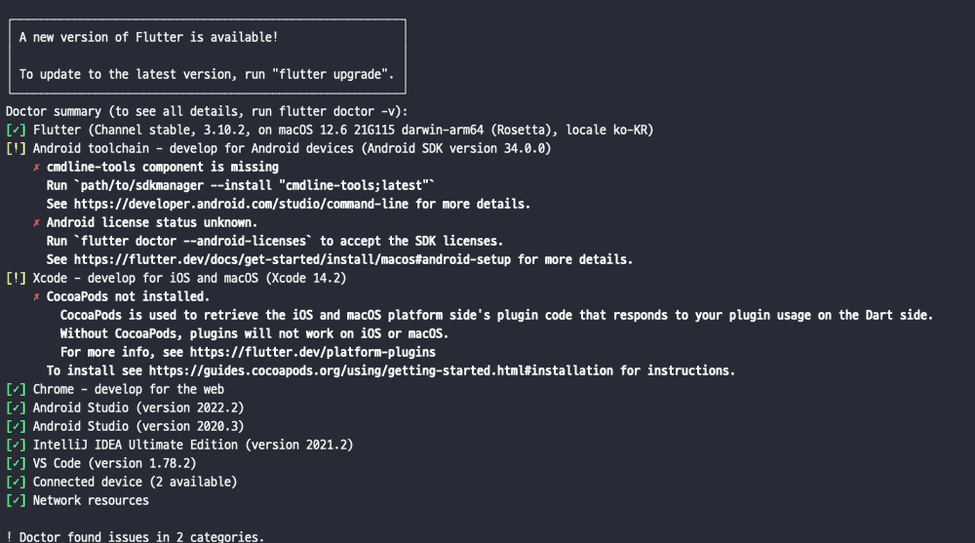 A new version of Flutter is available!
To update to the latest version, run "flutter upgrade".
Doctor summary (to see all details, run flutter doctor -v):
[✓] Flutter (Channel stable, 3.10.2, on macOS 12.6 21G115 darwin-arm64 (Rosetta), locale ko-KR)
[!] Android toolchain - develop for Android devices (Android SDK version 34.0.0)
✗ cmdline-tools component is missing
Run `path/to/sdkmanager --install "cmdline-tools;latest"`
See https://developer.android.com/studio/command-line for more details.
✗ Android license status unknown.
Run `flutter doctor --android-licenses` to accept the SDK licenses.
See https://flutter.dev/docs/get-started/install/macos#android-setup for more details.
[!] Xcode - develop for iOS and macOS (Xcode 14.2)
✗ CocoaPods not installed.
CocoaPods is used to retrieve the iOS and macOS platform side's plugin code that responds to your plugin usage on the Dart side.
Without CocoaPods, plugins will not work on iOS or macOS.
For more info, see https://flutter.dev/platform-plugins
To install see https://guides.cocoapods.org/using/getting-started.html#installation for instructions.
[✓] Chrome - develop for the web
[✓] Android Studio (version 2022.2)
[✓] Android Studio (version 2020.3)
[✓] IntelliJ IDEA Ultimate Edition (version 2021.2)
[✓] VS Code (version 1.78.2)
[✓] Connected device (2 available)
[✓] Network resources
! Doctor found issues in 2 categories.